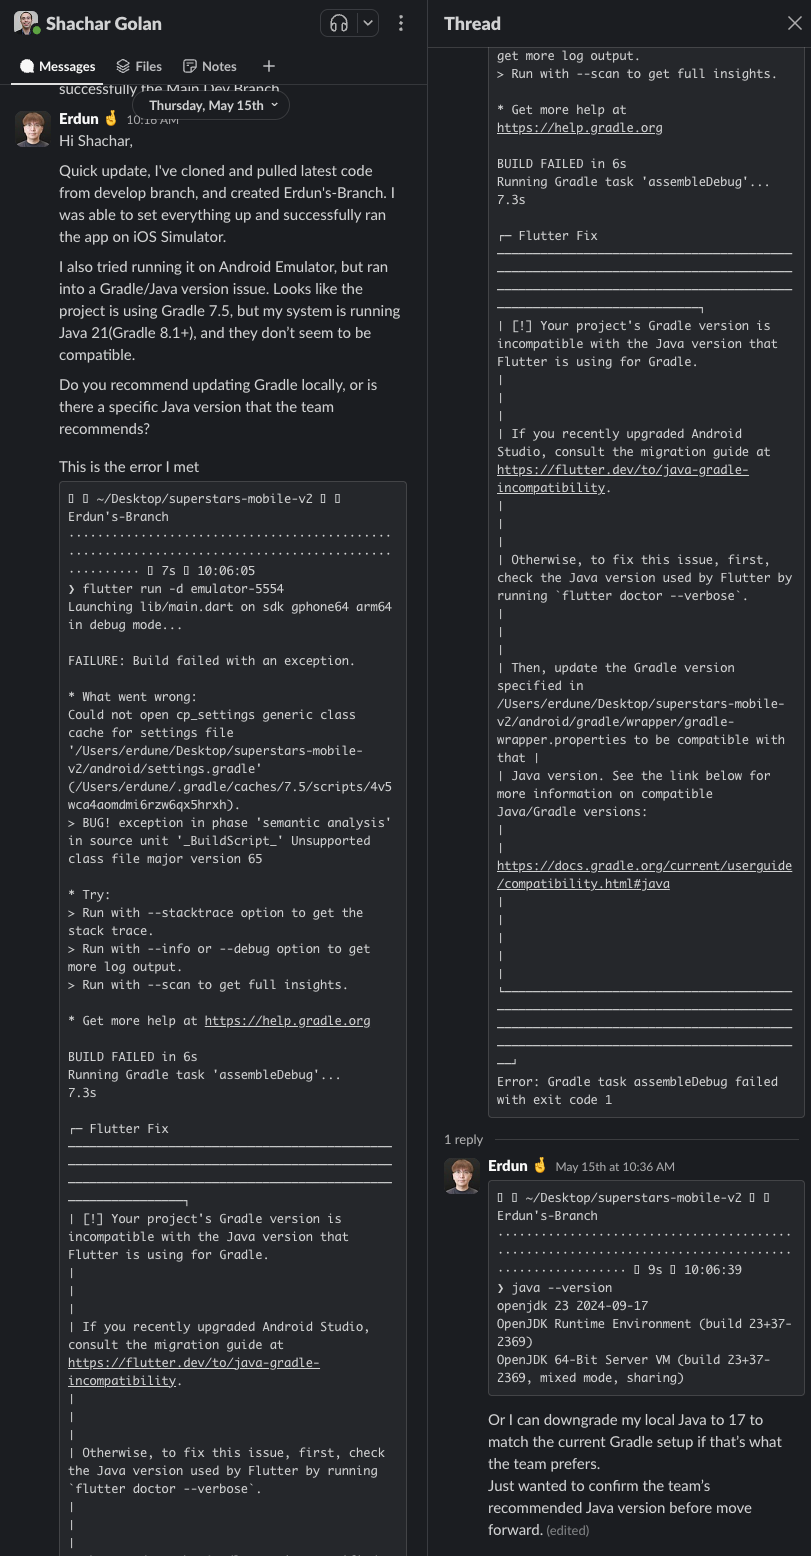 Shachar Golan
Messages
Files
Notes
successfully the Main Dev Branch
Thursday, May 15th
Erdun 10:16 AM
Hi Shachar,
Quick update, I've cloned and pulled latest code
from develop branch, and created Erdun's-Branch. I
was able to set everything up and successfully ran
the app on iOS Simulator.
I also tried running it on Android Emulator, but ran
into a Gradle/Java version issue. Looks like the
project is using Gradle 7.5, but my system is running
Java 21(Gradle 8.1+), and they don’t seem to be
compatible.
Do you recommend updating Gradle locally, or is
there a specific Java version that the team
recommends?
This is the error I met
~/Desktop/superstars-mobile-v2
Erdun's-Branch
·············································
·············································
·········· 7s 10:06:05
❯ flutter run -d emulator-5554
Launching lib/main.dart on sdk gphone64 arm64
in debug mode...
FAILURE: Build failed with an exception.
* What went wrong:
Could not open cp_settings generic class
cache for settings file
'/Users/erdune/Desktop/superstars-mobile-
v2/android/settings.gradle'
(/Users/erdune/.gradle/caches/7.5/scripts/4v5
wca4aomdmi6rzw6qx5hrxh).
> BUG! exception in phase 'semantic analysis'
in source unit '_BuildScript_' Unsupported
class file major version 65
* Try:
> Run with --stacktrace option to get the
stack trace.
> Run with --info or --debug option to get
more log output.
> Run with --scan to get full insights.
* Get more help at https://help.gradle.org
BUILD FAILED in 6s
Running Gradle task 'assembleDebug'...
7.3s
┌─ Flutter Fix
| [!] Your project's Gradle version is
incompatible with the Java version that
Flutter is using for Gradle.
|
|
|
| If you recently upgraded Android Studio,
consult the migration guide at
https://flutter.dev/to/java-gradle-
incompatibility.
|
|
|
| Otherwise, to fix this issue, first, check
the Java version used by Flutter by running
`flutter doctor --verbose`.
|
|
|
Thread
get more log output.
> Run with --scan to get full insights.
* Get more help at
https://help.gradle.org
BUILD FAILED in 6s
Running Gradle task 'assembleDebug'...
7.3s
┌─ Flutter Fix
| [!] Your project's Gradle version is
incompatible with the Java version that
Flutter is using for Gradle.
|
|
|
| If you recently upgraded Android
Studio, consult the migration guide at
https://flutter.dev/to/java-gradle-
incompatibility.
|
|
|
| Otherwise, to fix this issue, first,
check the Java version used by Flutter by
running `flutter doctor --verbose`.
|
|
|
| Then, update the Gradle version
specified in
/Users/erdune/Desktop/superstars-mobile-
v2/android/gradle/wrapper/gradle-
wrapper.properties to be compatible with
that |
| Java version. See the link below for
more information on compatible
Java/Gradle versions:
|
|
https://docs.gradle.org/current/userguide
/compatibility.html#java
|
|
|
|
|
Error: Gradle task assembleDebug failed
with exit code 1
1 reply
Erdun May 15th at 10:36 AM
~/Desktop/superstars-mobile-v2
Erdun's-Branch
·········································
·········································
·················· 9s 10:06:39
❯ java --version
openjdk 23 2024-09-17
OpenJDK Runtime Environment (build 23+37-
2369)
OpenJDK 64-Bit Server VM (build 23+37-
2369, mixed mode, sharing)
Or I can downgrade my local Java to 17 to
match the current Gradle setup if that’s what
the team prefers.
Just wanted to confirm the team’s
recommended Java version before move
forward. (edited)